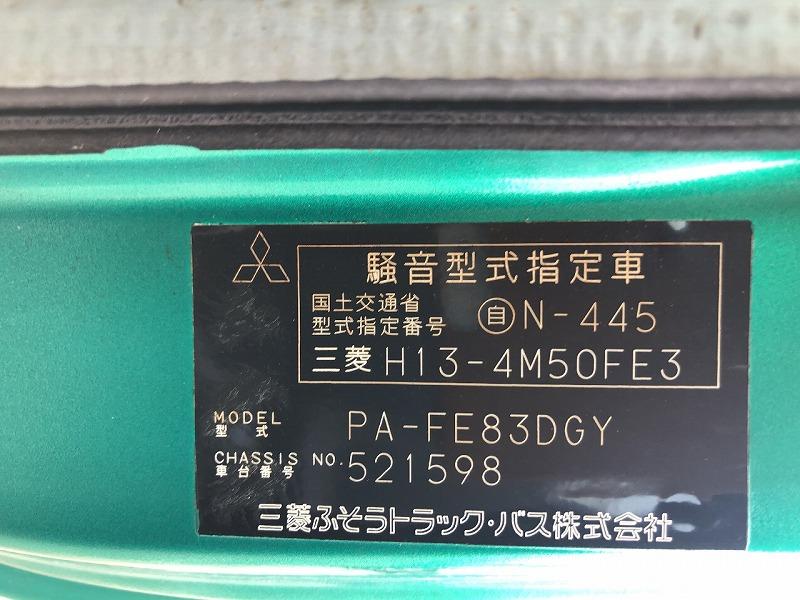 騒音型式指定車
国土交通省
型式指定番号 自N-445
三菱 H13-4M50FE3
MODEL
型式 PA-FE83DGY
CHASSIS NO.
車台番号 521598
三菱ふそうトラック・バス株式会社